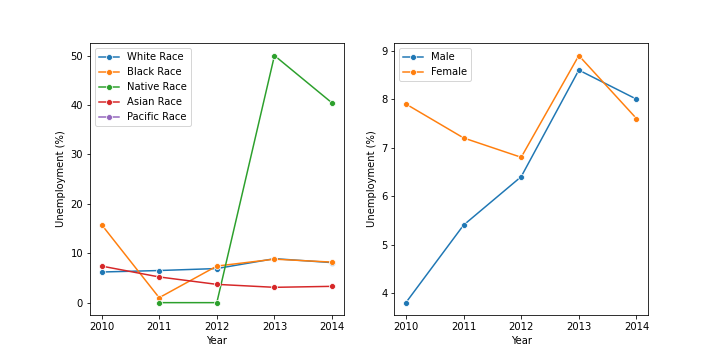 50
40
30
20
10
0
Unemployment (%)
White Race
Black Race
Native Race
Asian Race
Pacific Race
2010 2011 2012 2013 2014
Year
9
8
7
6
5
4
Unemployment (%)
Male
Female
2010 2011 2012 2013 2014
Year